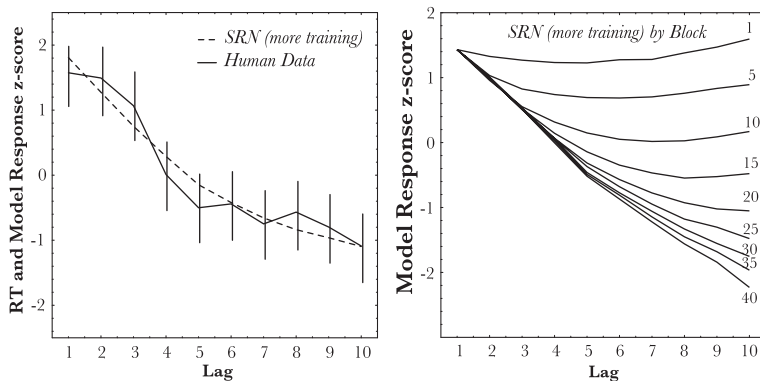 RT and Model Response z-score
2
1
0
-1
-2
SRN (more training)
Human Data
1 2 3 4 5 6 7 8 9 10
Lag
Model Response z-score
2
1
0
-1
-2
SRN (more training) by Block
1
5
10
15
20
25
30
35
40
1 2 3 4 5 6 7 8 9 10
Lag